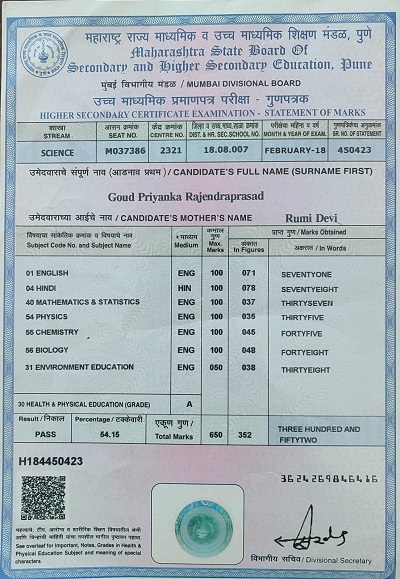 महाराष्ट्र राज्य माध्यमिक व उच्च माध्यमिक शिक्षण मंडळ, पुणे
Maharashtra State Board Of
Secondary and Higher Secondary Education, Pune
मुंबई विभागीय मंडळ / MUMBAI DIVISIONAL BOARD
उच्च माध्यमिक प्रमाणपत्र परीक्षा - गुणपत्रक
HIGHER SECONDARY CERTIFICATE EXAMINATION - STATEMENT OF MARKS
शाखा STREAM आसन क्रमांक SEAT NO. केंद्र क्रमांक CENTRE NO. DIST. & HR. SEC. SCHOOL NO. परीक्षेचा महिना व वर्ष MONTH & YEAR OF EXAM. SR. NO. OF STATEMENT
SCIENCE M037386 2321 18.08.007 FEBRUARY-18 450423
उमेदवाराचे संपूर्ण नाव (आडनाव प्रथम) / CANDIDATE'S FULL NAME (SURNAME FIRST)
Goud Priyanka Rajendraprasad
उमेदवाराच्या आईचे नाव / CANDIDATE'S MOTHER'S NAME Rumi Devi
विषयाचा सांकेतिक क्रमांक व विषयाचे नाव Subject Code No. and Subject Name माध्यम Medium कमाल गुण Max. Marks प्राप्त गुण / Marks Obtained
अंकात In Figures अक्षरात / In Words
01 ENGLISH ENG 100 071 SEVENTYONE
04 HINDI HIN 100 078 SEVENTYEIGHT
40 MATHEMATICS & STATISTICS ENG 100 037 THIRTYSEVEN
54 PHYSICS ENG 100 035 THIRTYFIVE
55 CHEMISTRY ENG 100 045 FORTYFIVE
56 BIOLOGY ENG 100 048 FORTYEIGHT
31 ENVIRONMENT EDUCATION ENG 050 038 THIRTYEIGHT
30 HEALTH & PHYSICAL EDUCATION (GRADE) A
Result / निकाल Percentage / टक्केवारी एकूण गुण / Total Marks 650 352 THREE HUNDRED AND
PASS 54.15 FIFTYTWO
H184450423
3624269846416
See overleaf for important, Notes, Grades in Health &
Physical Education Subject and meaning of special
characters.
विभागीय सचिव / Divisional Secretary